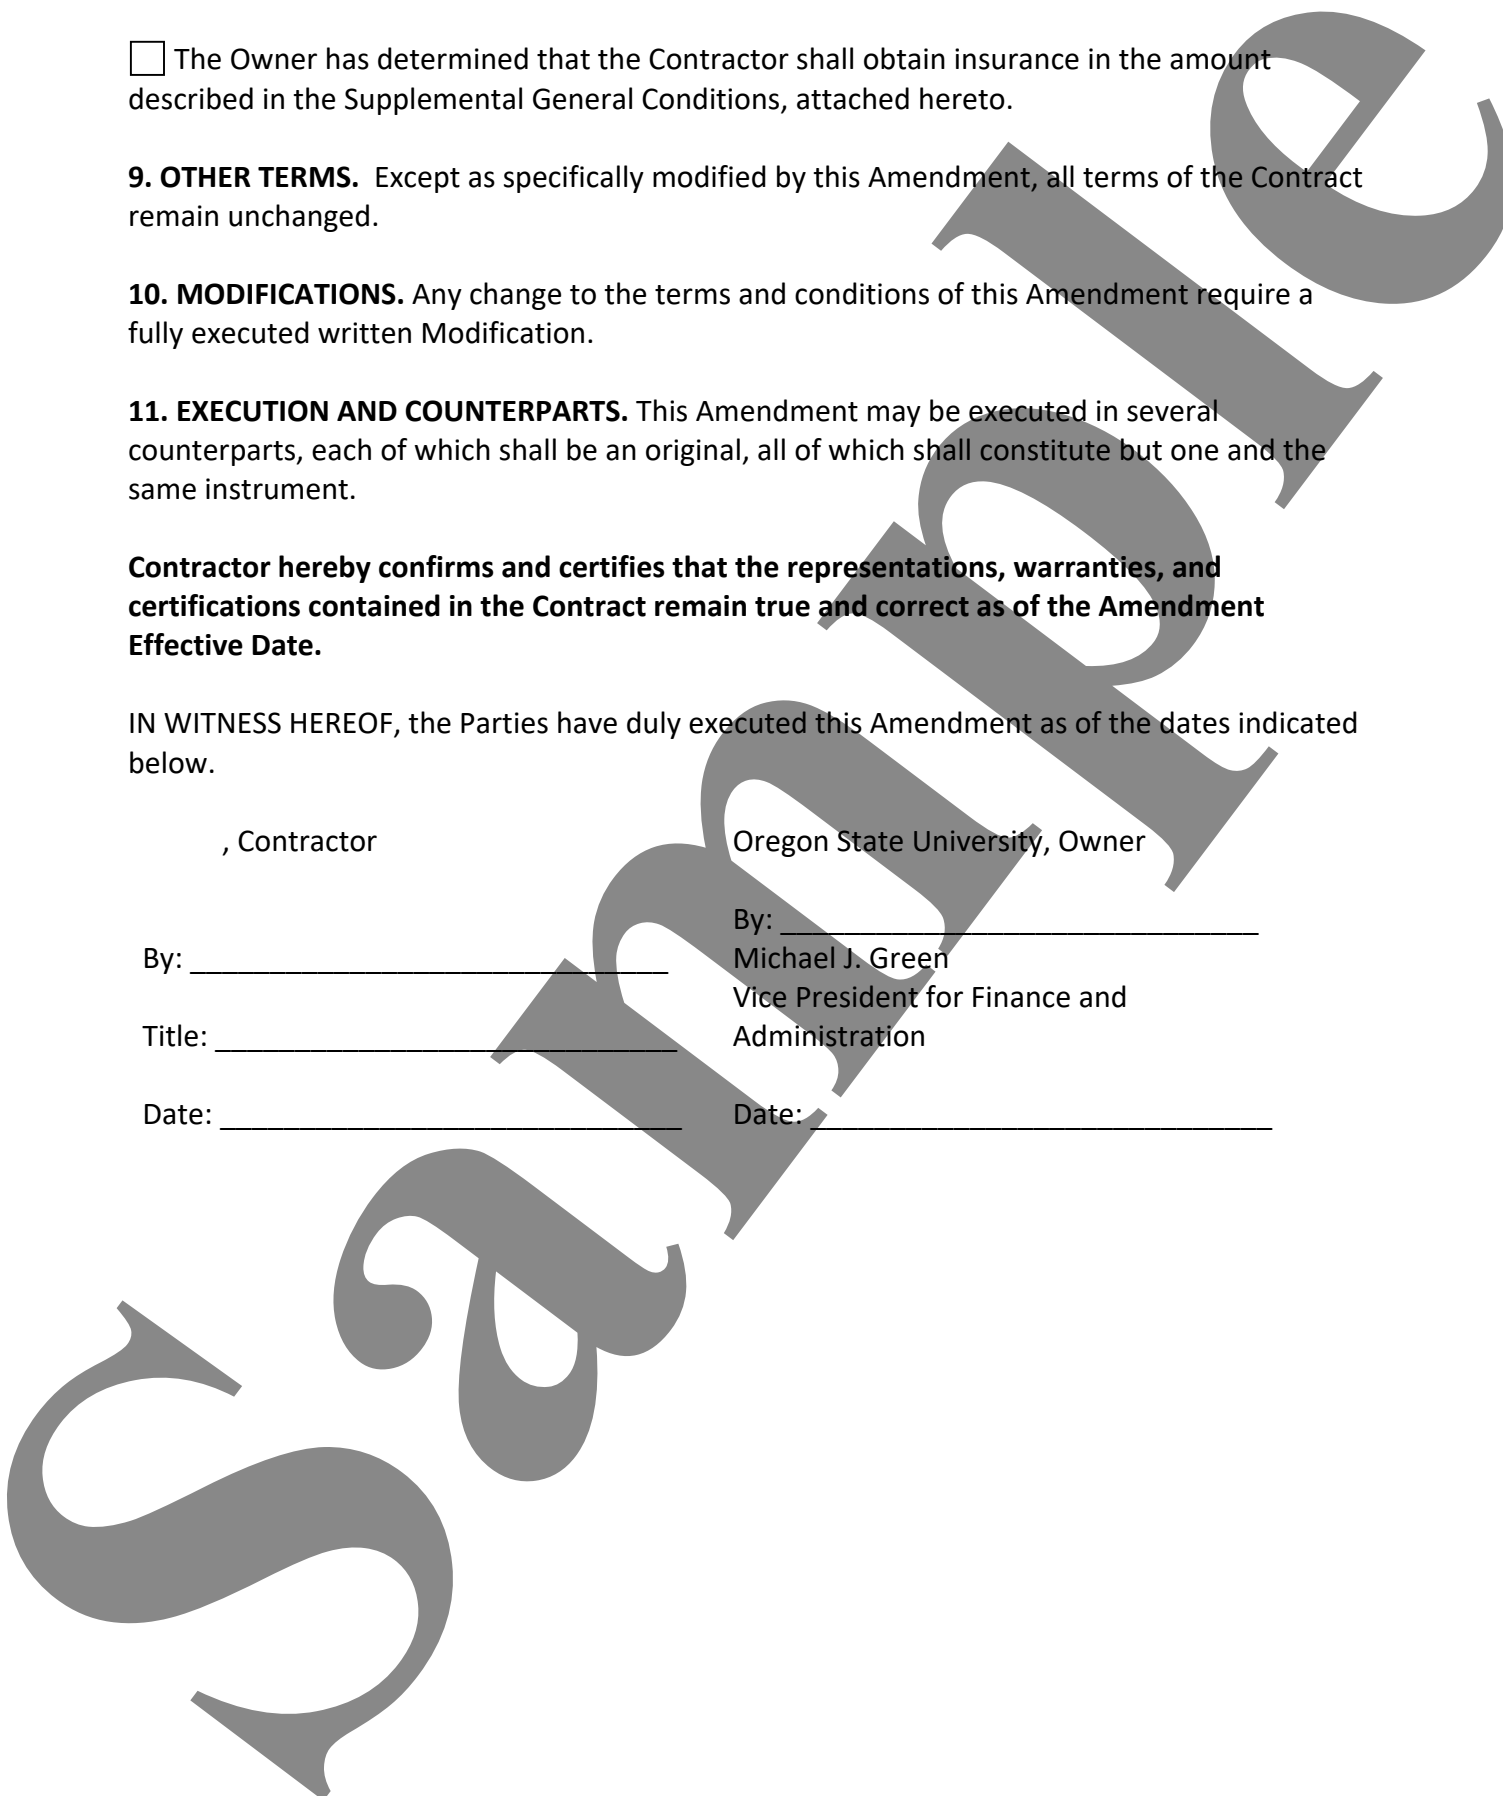 ☐ The Owner has determined that the Contractor shall obtain insurance in the amount
described in the Supplemental General Conditions, attached hereto.
9. OTHER TERMS.  Except as specifically modified by this Amendment, all terms of the Contract
remain unchanged.
10. MODIFICATIONS. Any change to the terms and conditions of this Amendment require a
fully executed written Modification.
11. EXECUTION AND COUNTERPARTS. This Amendment may be executed in several
counterparts, each of which shall be an original, all of which shall constitute but one and the
same instrument.
Contractor hereby confirms and certifies that the representations, warranties, and
certifications contained in the Contract remain true and correct as of the Amendment
Effective Date.
IN WITNESS HEREOF, the Parties have duly executed this Amendment as of the dates indicated
below.
, Contractor
By: ________________________________
Title: _______________________________
Date: _______________________________
Oregon State University, Owner
By: ________________________________
Michael J. Green
Vice President for Finance and
Administration
Date: _______________________________
Sample